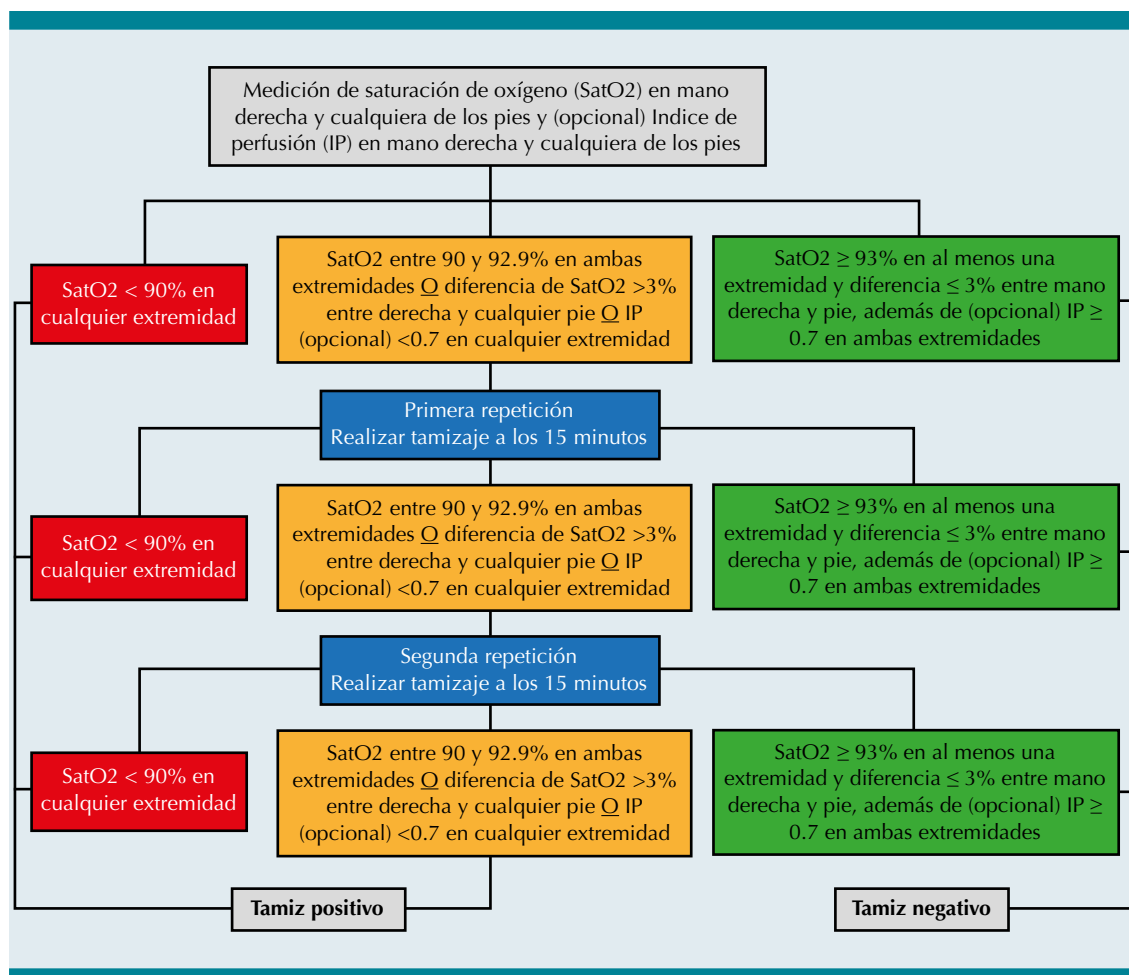 Medición de saturación de oxígeno (SatO2) en mano
derecha y cualquiera de los pies y (opcional) Indice de
perfusión (IP) en mano derecha y cualquiera de los pies
SatO2 < 90% en
cualquier extremidad
SatO2 entre 90 y 92.9% en ambas
extremidades O diferencia de SatO2 >3%
entre derecha y cualquier pie O IP
(opcional) <0.7 en cualquier extremidad
SatO2 ≥ 93% en al menos una
extremidad y diferencia ≤ 3% entre mano
derecha y pie, además de (opcional) IP ≥
0.7 en ambas extremidades
Primera repetición
Realizar tamizaje a los 15 minutos
SatO2 < 90% en
cualquier extremidad
SatO2 entre 90 y 92.9% en ambas
extremidades O diferencia de SatO2 >3%
entre derecha y cualquier pie O IP
(opcional) <0.7 en cualquier extremidad
SatO2 ≥ 93% en al menos una
extremidad y diferencia ≤ 3% entre mano
derecha y pie, además de (opcional) IP ≥
0.7 en ambas extremidades
Segunda repetición
Realizar tamizaje a los 15 minutos
SatO2 < 90% en
cualquier extremidad
SatO2 entre 90 y 92.9% en ambas
extremidades O diferencia de SatO2 >3%
entre derecha y cualquier pie O IP
(opcional) <0.7 en cualquier extremidad
SatO2 ≥ 93% en al menos una
extremidad y diferencia ≤ 3% entre mano
derecha y pie, además de (opcional) IP ≥
0.7 en ambas extremidades
Tamiz positivo
Tamiz negativo